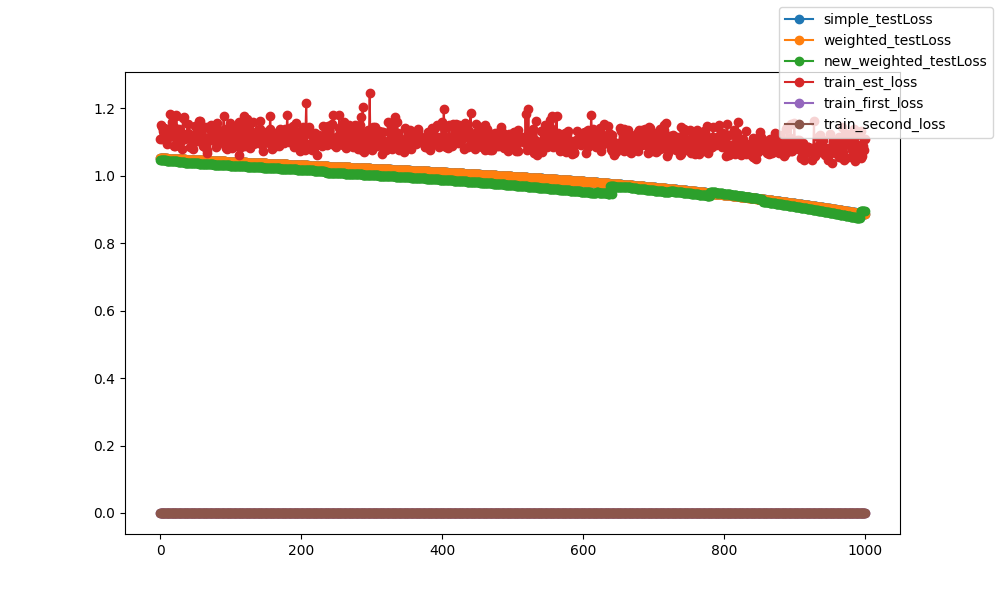 simple_testLoss
weighted_testLoss
new_weighted_testLoss
train_est_loss
train_first_loss
train_second_loss
1.2
1.0
0.8
0.6
0.4
0.2
0.0
0 200 400 600 800 1000